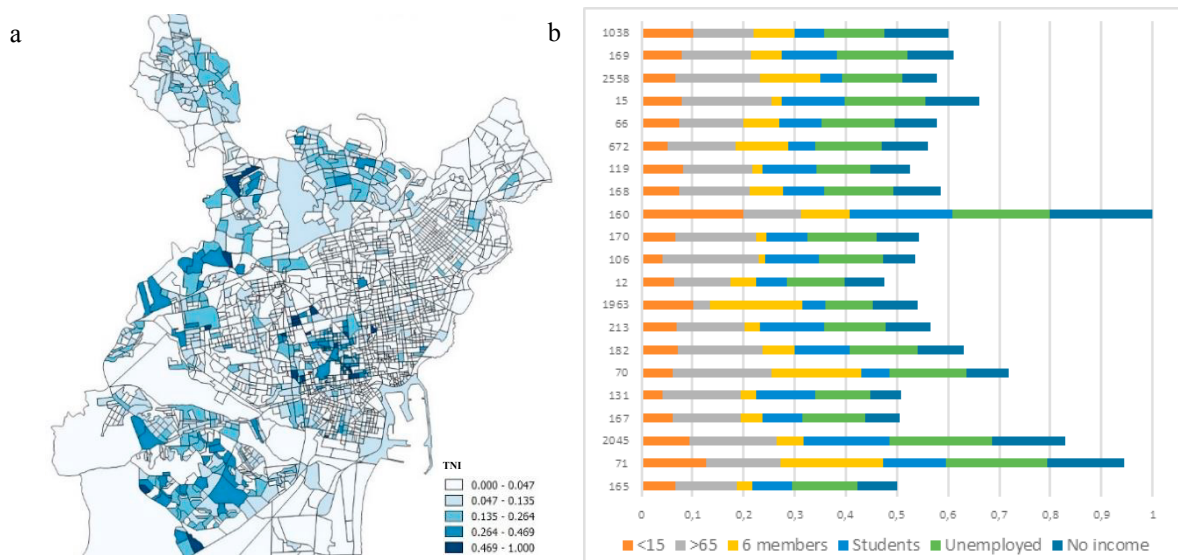 a
TNI
0.000 - 0.047
0.047 - 0.135
0.135 - 0.264
0.264 - 0.469
0.469 - 1.000
b
1038
169
2558
15
66
672
119
168
160
170
106
12
1963
213
182
70
131
167
2045
71
165
0 0,1 0,2 0,3 0,4 0,5 0,6 0,7 0,8 0,9 1
<15 >65 6 members Students Unemployed No income